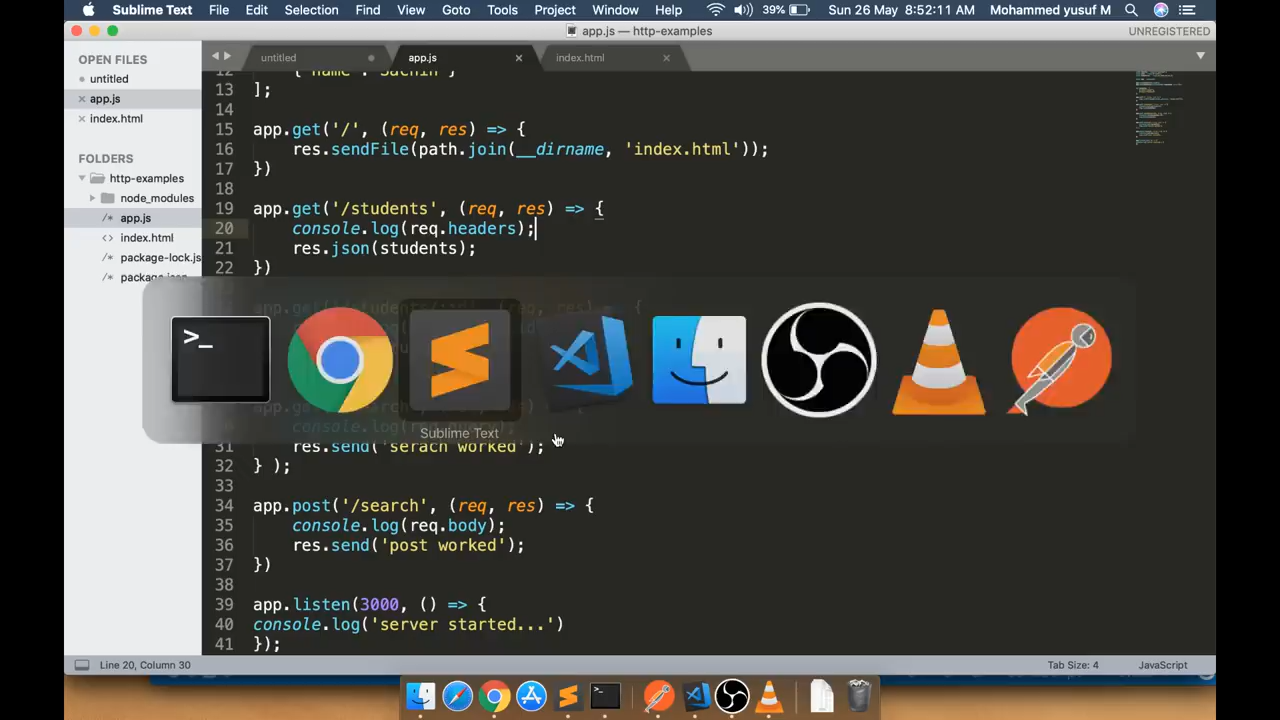 Sublime Text File Edit Selection Find View Goto Tools Project Window Help 39% Sun 26 May 8:52:11 AM Mohammed yusuf M
app.js — http-examples UNREGISTERED
OPEN FILES
untitled
app.js
index.html
FOLDERS
http-examples
node_modules
app.js
index.html
package-lock.js
untitled app.js index.html
13 ];
14
15 app.get('/', (req, res) => {
16 res.sendFile(path.join(__dirname, 'index.html'));
17 })
18
19 app.get('/students', (req, res) => {
20 console.log(req.headers);
21 res.json(students);
22 })
>_
Sublime Text
31 res.send('serach worked');
32 } );
33
34 app.post('/search', (req, res) => {
35 console.log(req.body);
36 res.send('post worked');
37 })
38
39 app.listen(3000, () => {
40 console.log('server started...')
41 });
Line 20, Column 30 Tab Size: 4 JavaScript